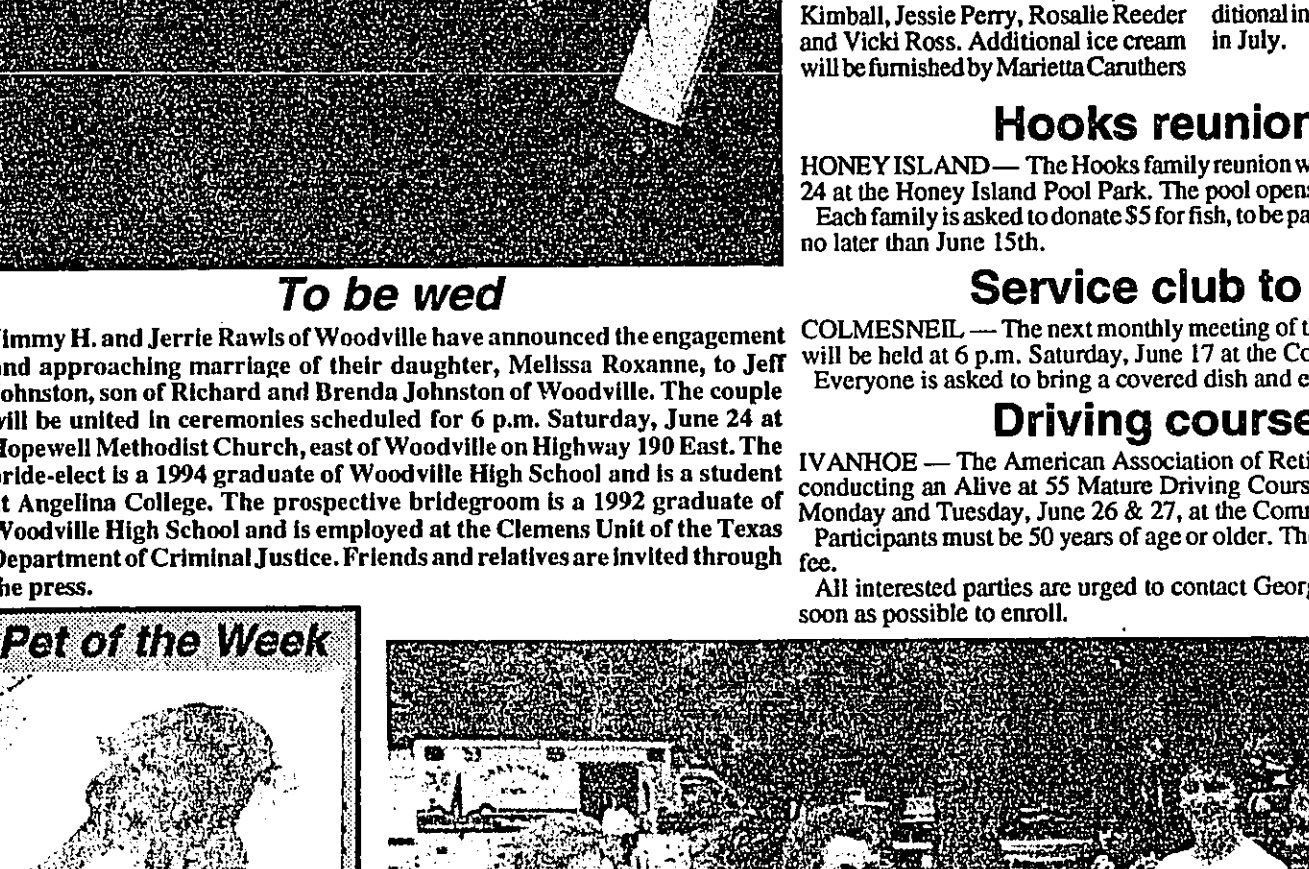 Kimball, Jessie Perry, Rosalie Reeder
and Vicki Ross. Additional ice cream
will be furnished by Marietta Caruthers
ditional in
in July.
Hooks reunion
HONEY ISLAND — The Hooks family reunion w
24 at the Honey Island Pool Park. The pool opens
Each family is asked to donate $5 for fish, to be pa
no later than June 15th.
Service club to
COLMESNEIL — The next monthly meeting of t
will be held at 6 p.m. Saturday, June 17 at the Co
Everyone is asked to bring a covered dish and e
Driving course
IVANHOE — The American Association of Reti
conducting an Alive at 55 Mature Driving Cours
Monday and Tuesday, June 26 & 27, at the Comm
Participants must be 50 years of age or older. The
fee.
All interested parties are urged to contact Georg
soon as possible to enroll.
To be wed
immy H. and Jerrie Rawls of Woodville have announced the engagement
and approaching marriage of their daughter, Melissa Roxanne, to Jeff
ohnston, son of Richard and Brenda Johnston of Woodville. The couple
will be united in ceremonies scheduled for 6 p.m. Saturday, June 24 at
Hopewell Methodist Church, east of Woodville on Highway 190 East. The
bride-elect is a 1994 graduate of Woodville High School and is a student
at Angelina College. The prospective bridegroom is a 1992 graduate of
Woodville High School and is employed at the Clemens Unit of the Texas
Department of Criminal Justice. Friends and relatives are invited through
the press.
Pet of the Week